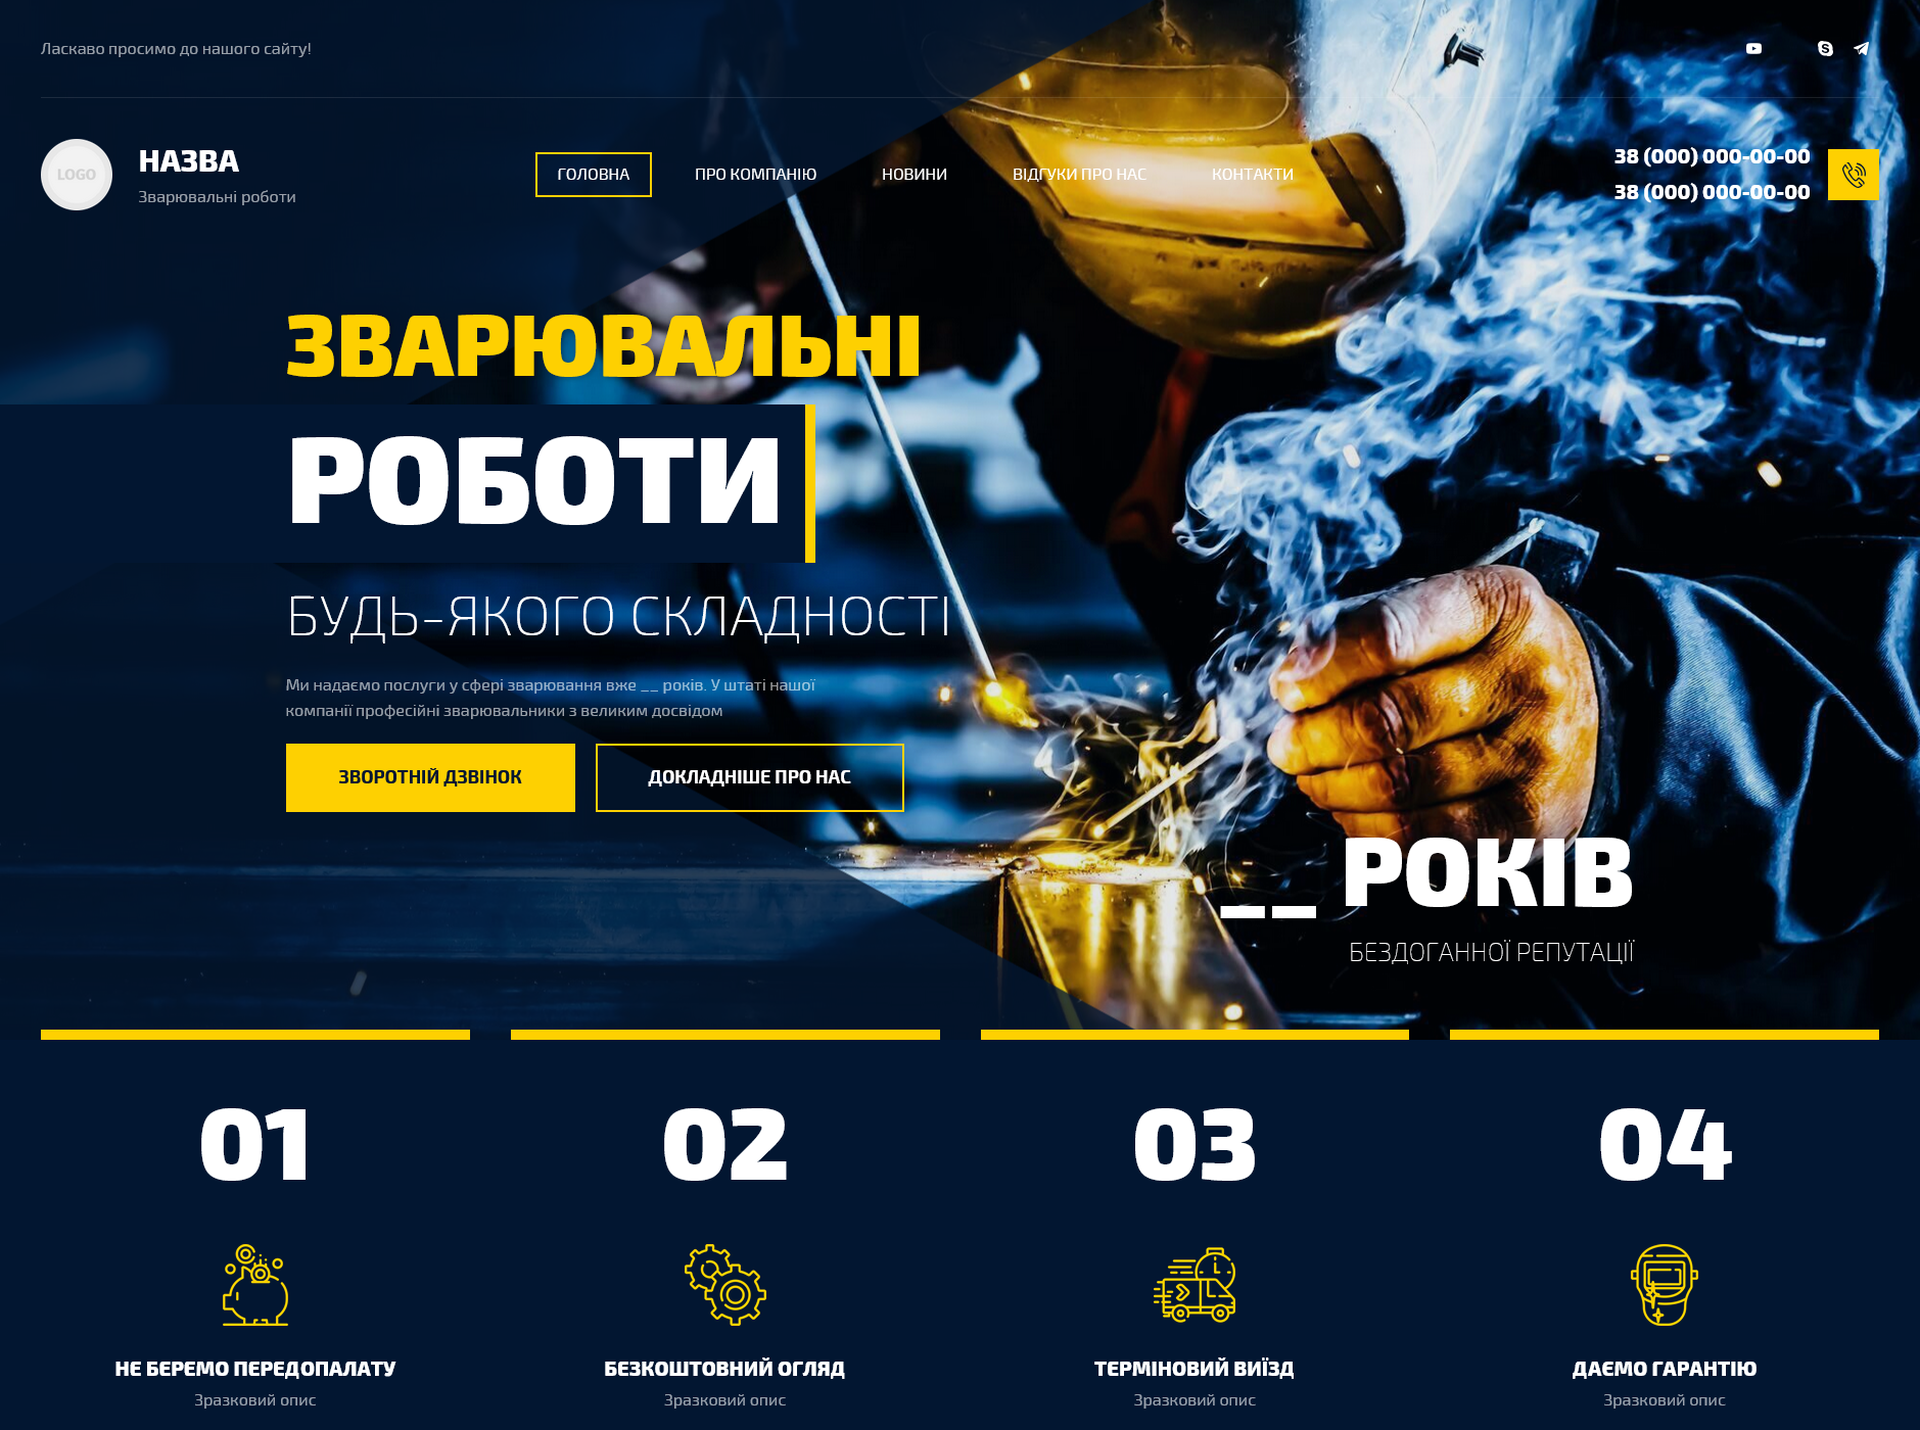 Ласкаво просимо до нашого сайту!
LOGO
НАЗВА
Зварювальні роботи
ГОЛОВНА
ПРО КОМПАНІЮ
НОВИНИ
ВІДГУКИ ПРО НАС
КОНТАКТИ
38 (000) 000-00-00
38 (000) 000-00-00
ЗВАРЮВАЛЬНІ
РОБОТИ
БУДЬ-ЯКОГО СКЛАДНОСТІ
Ми надаємо послуги у сфері зварювання вже __ років. У штаті нашої
компанії професійні зварювальники з великим досвідом
ЗВОРОТНІЙ ДЗВІНОК
ДОКЛАДНІШЕ ПРО НАС
__ РОКІВ
БЕЗДОГАННОЇ РЕПУТАЦІЇ
01
02
03
04
НЕ БЕРЕМО ПЕРЕДОПАЛАТУ
Зразковий опис
БЕЗКОШТОВНИЙ ОГЛЯД
Зразковий опис
ТЕРМІНОВИЙ ВИЇЗД
Зразковий опис
ДАЄМО ГАРАНТІЮ
Зразковий опис